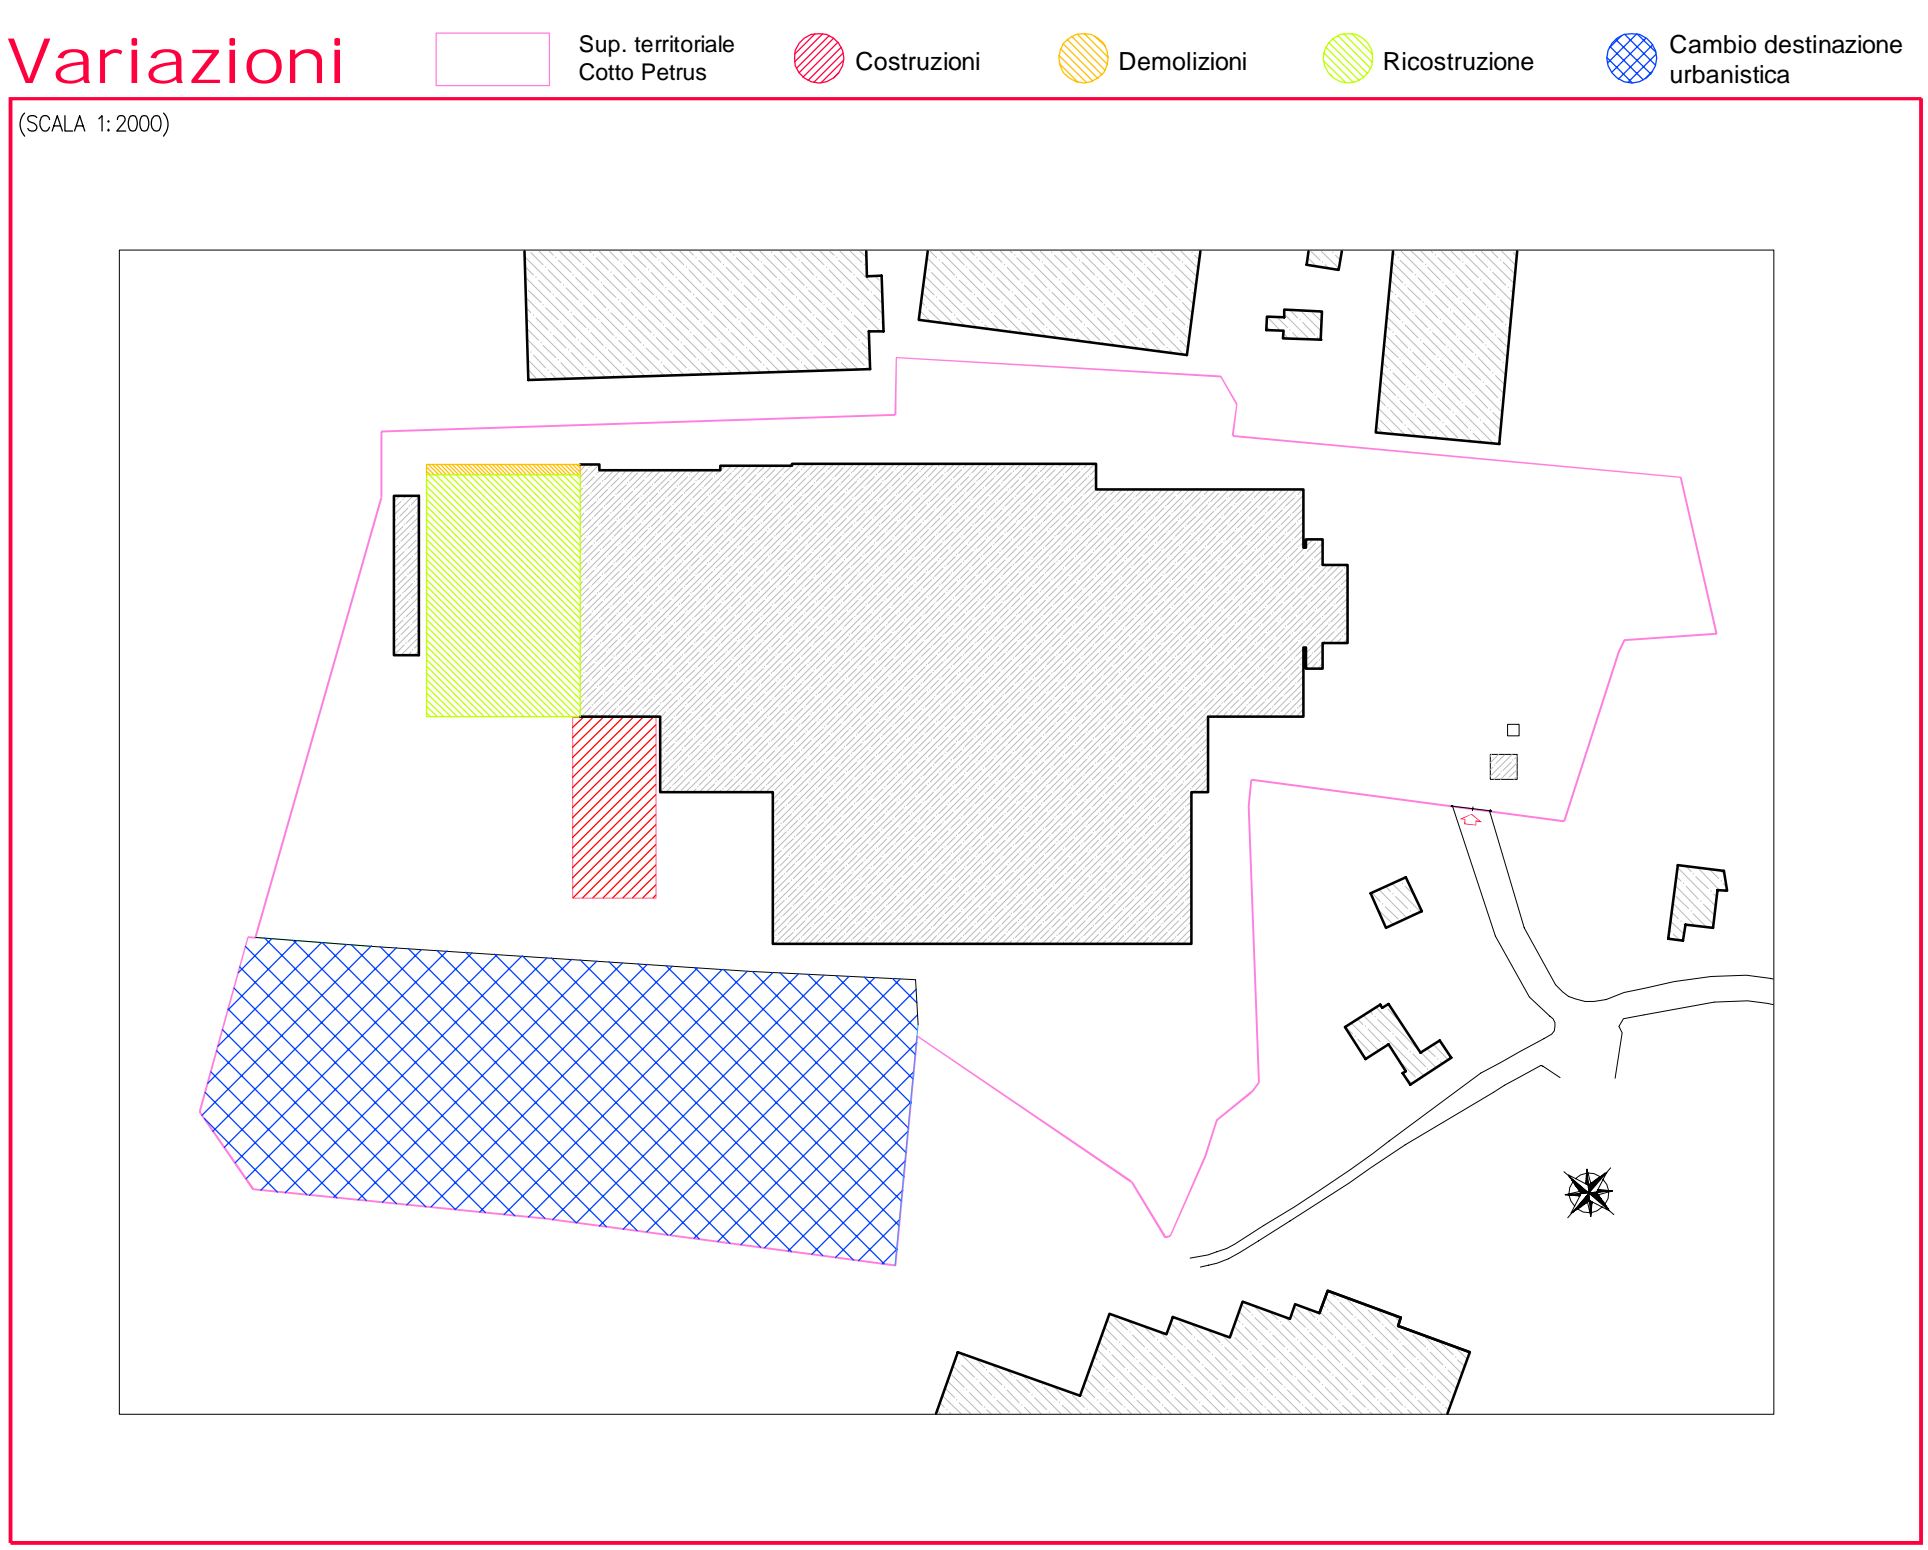 Variazioni
Sup. territoriale
Cotto Petrus
Costruzioni
Demolizioni
Ricostruzione
Cambio destinazione
urbanistica
(SCALA 1:2000)